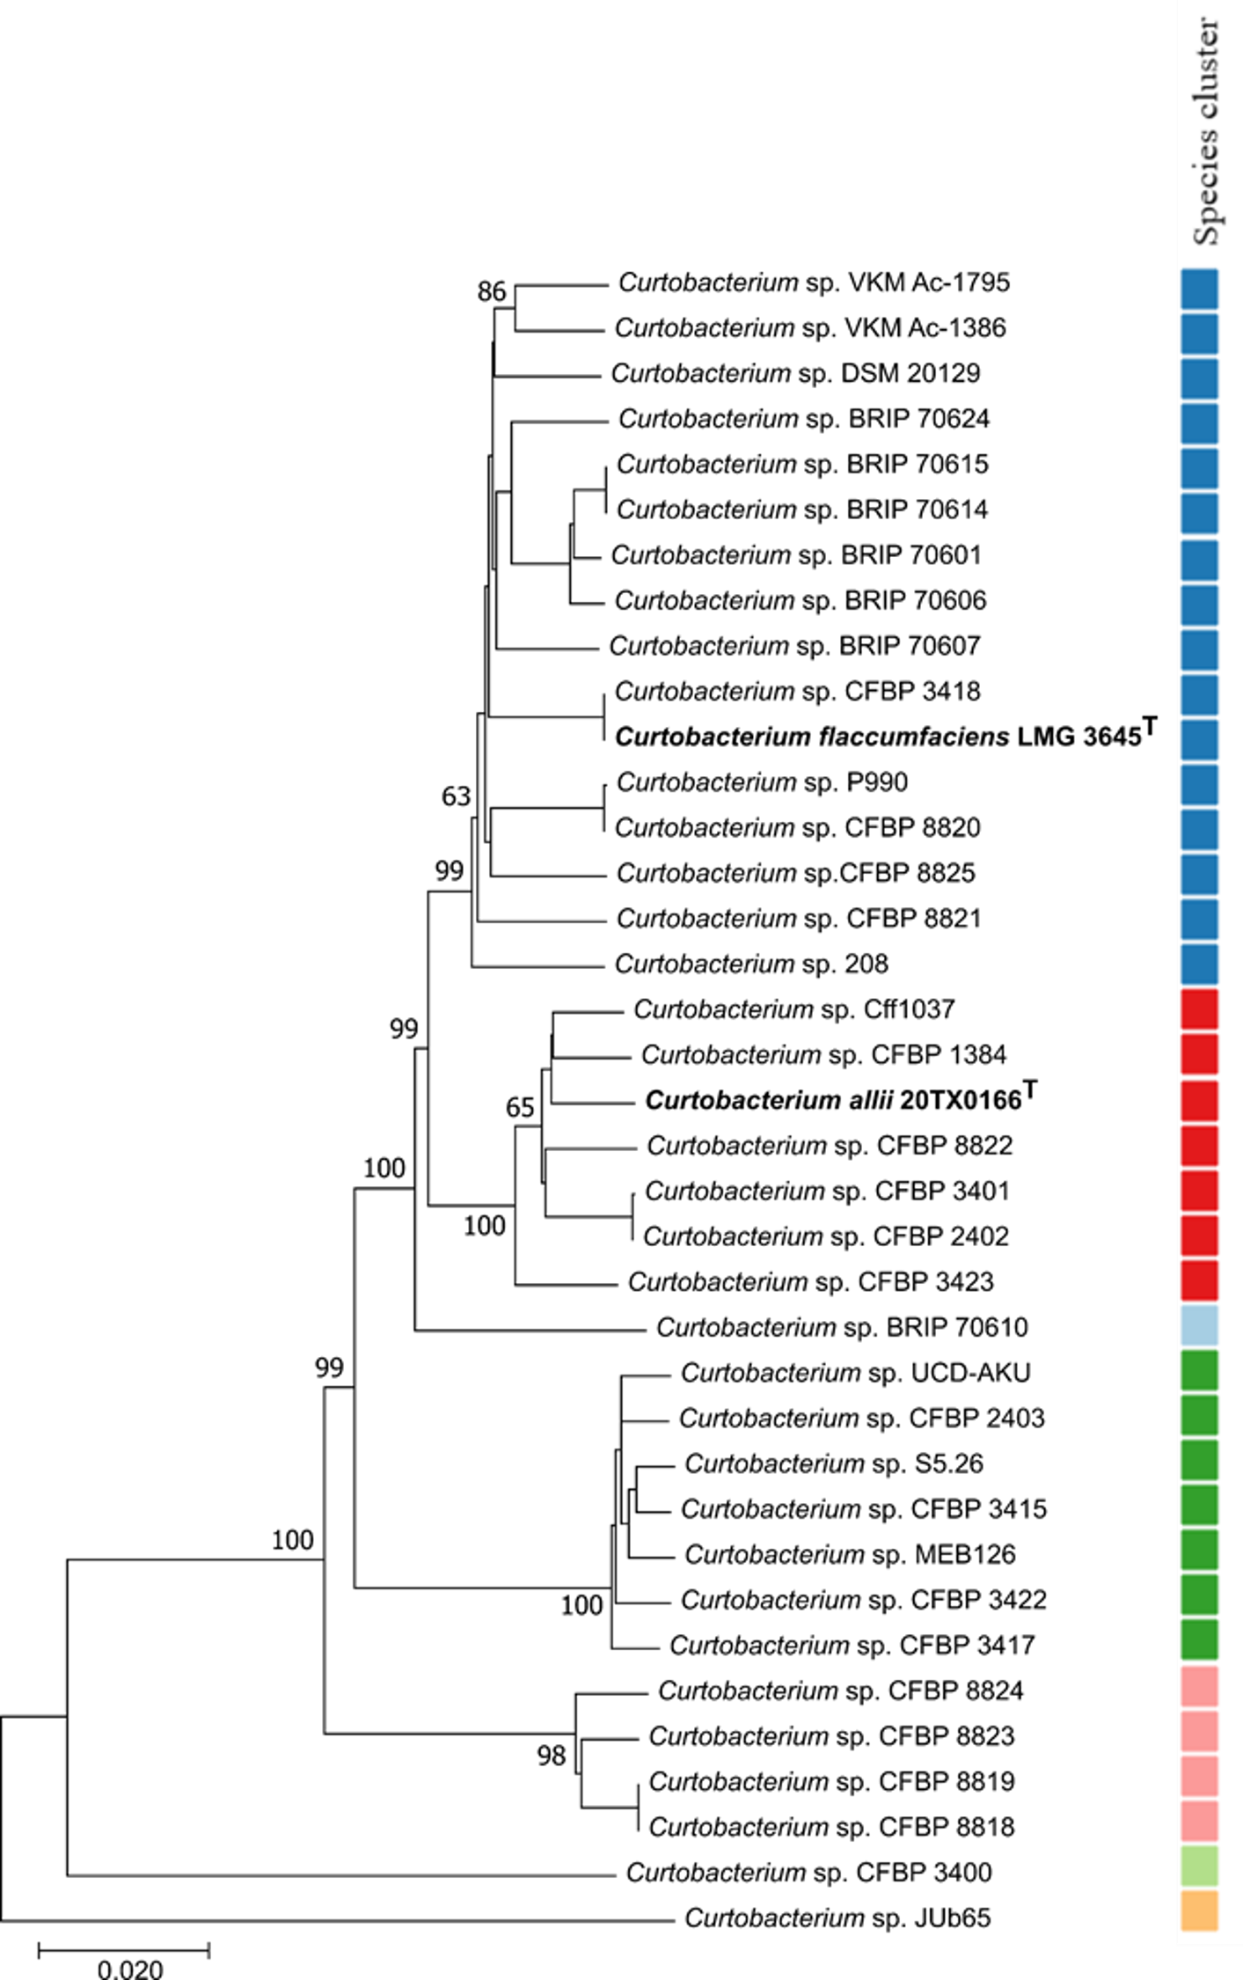 Species cluster
86
Curtobacterium sp. VKM Ac-1795
Curtobacterium sp. VKM Ac-1386
Curtobacterium sp. DSM 20129
Curtobacterium sp. BRIP 70624
Curtobacterium sp. BRIP 70615
Curtobacterium sp. BRIP 70614
Curtobacterium sp. BRIP 70601
Curtobacterium sp. BRIP 70606
Curtobacterium sp. BRIP 70607
Curtobacterium sp. CFBP 3418
Curtobacterium flaccumfaciens LMG 3645T
Curtobacterium sp. P990
63
Curtobacterium sp. CFBP 8820
99
Curtobacterium sp.CFBP 8825
Curtobacterium sp. CFBP 8821
Curtobacterium sp. 208
Curtobacterium sp. Cff1037
99
Curtobacterium sp. CFBP 1384
Curtobacterium allii 20TX0166T
65
Curtobacterium sp. CFBP 8822
100
Curtobacterium sp. CFBP 3401
100
Curtobacterium sp. CFBP 2402
Curtobacterium sp. CFBP 3423
Curtobacterium sp. BRIP 70610
99
Curtobacterium sp. UCD-AKU
Curtobacterium sp. CFBP 2403
Curtobacterium sp. S5.26
Curtobacterium sp. CFBP 3415
100
Curtobacterium sp. MEB126
100
Curtobacterium sp. CFBP 3422
Curtobacterium sp. CFBP 3417
Curtobacterium sp. CFBP 8824
Curtobacterium sp. CFBP 8823
98
Curtobacterium sp. CFBP 8819
Curtobacterium sp. CFBP 8818
Curtobacterium sp. CFBP 3400
Curtobacterium sp. JUb65
0.020